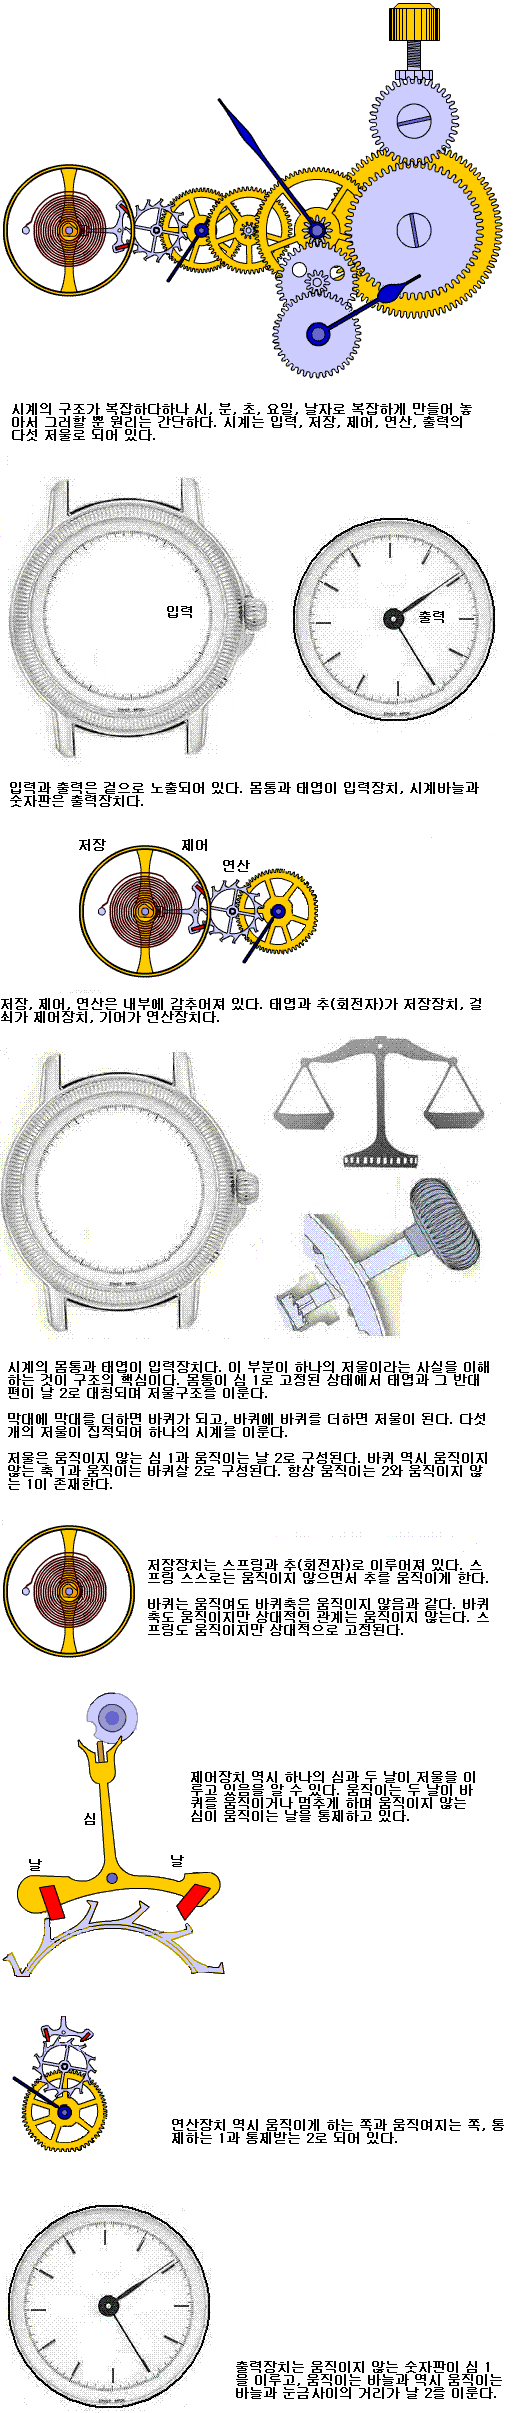 시계의 구조가 복잡하다하나 시, 분, 초, 요일, 날자로 복잡하게 만들어 놓
아서 그러할 뿐 원리는 간단하다. 시계는 입력, 저장, 제어, 연산, 출력의
다섯 저울로 되어 있다.
입력
출력
입력과 출력은 겉으로 노출되어 있다. 몸통과 태엽이 입력장치, 시계바늘과
숫자판은 출력장치다.
저장
제어
연산
저장, 제어, 연산은 내부에 감추어져 있다. 태엽과 추(회전자)가 저장장치, 걸
쇠가 제어장치, 기어가 연산장치다.
시계의 몸통과 태엽이 입력장치다. 이 부분이 하나의 저울이라는 사실을 이해
하는 것이 구조의 핵심이다. 몸통이 심 1로 고정된 상태에서 태엽과 그 반대
편이 날 2로 대칭되며 저울구조를 이룬다.
막대에 막대를 더하면 바퀴가 되고, 바퀴에 바퀴를 더하면 저울이 된다. 다섯
개의 저울이 집적되어 하나의 시계를 이룬다.
저울은 움직이지 않는 심 1과 움직이는 날 2로 구성된다. 바퀴 역시 움직이지
않는 축 1과 움직이는 바퀴살 2로 구성된다. 항상 움직이는 2와 움직이지 않
는 1이 존재한다.
저장장치는 스프링과 추(회전자)로 이루어져 있다. 스
프링 스스로는 움직이지 않으면서 추를 움직이게 한다.
바퀴는 움직여도 바퀴축은 움직이지 않음과 같다. 바퀴
축도 움직이지만 상대적인 관계는 움직이지 않는다. 스
프링도 움직이지만 상대적으로 고정된다.
제어장치 역시 하나의 심과 두 날이 저울을 이
루고 있음을 알 수 있다. 움직이는 두 날이 바
퀴를 움직이거나 멈추게 하며 움직이지 않는
심이 움직이는 날을 통제하고 있다.
심
날
날
연산장치 역시 움직이게 하는 쪽과 움직여지는 쪽, 통
제하는 1과 통제받는 2로 되어 있다.
출력장치는 움직이지 않는 숫자판이 심 1
을 이루고, 움직이는 바늘과 역시 움직이는
바늘과 눈금사이의 거리가 날 2를 이룬다.